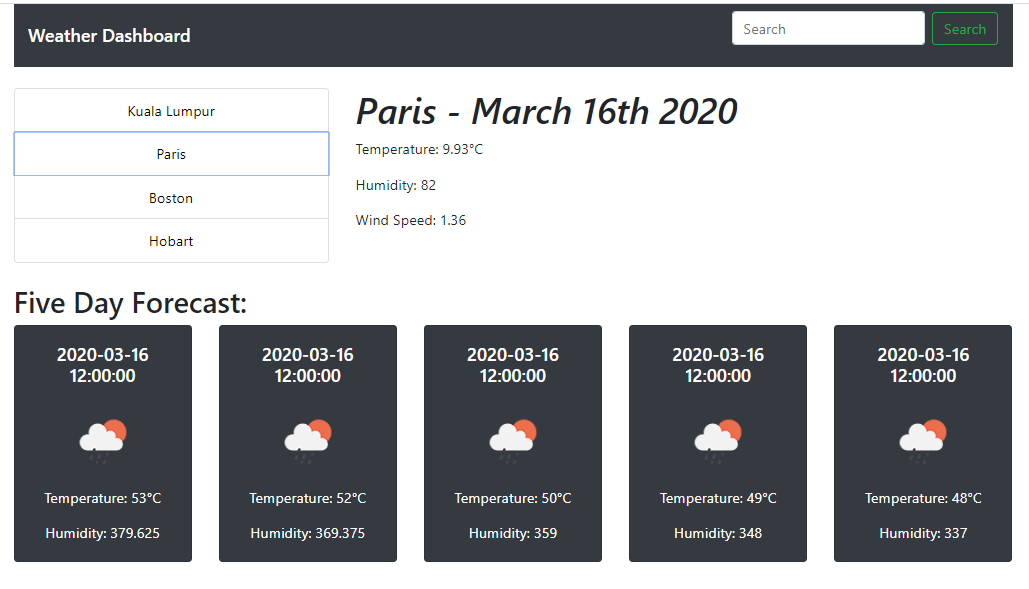 Weather Dashboard
Search
Search
Kuala Lumpur
Paris
Boston
Hobart
Paris - March 16th 2020
Temperature: 9.93°C
Humidity: 82
Wind Speed: 1.36
Five Day Forecast:
2020-03-16
12:00:00
Temperature: 53°C
Humidity: 379.625
2020-03-16
12:00:00
Temperature: 52°C
Humidity: 369.375
2020-03-16
12:00:00
Temperature: 50°C
Humidity: 359
2020-03-16
12:00:00
Temperature: 49°C
Humidity: 348
2020-03-16
12:00:00
Temperature: 48°C
Humidity: 337